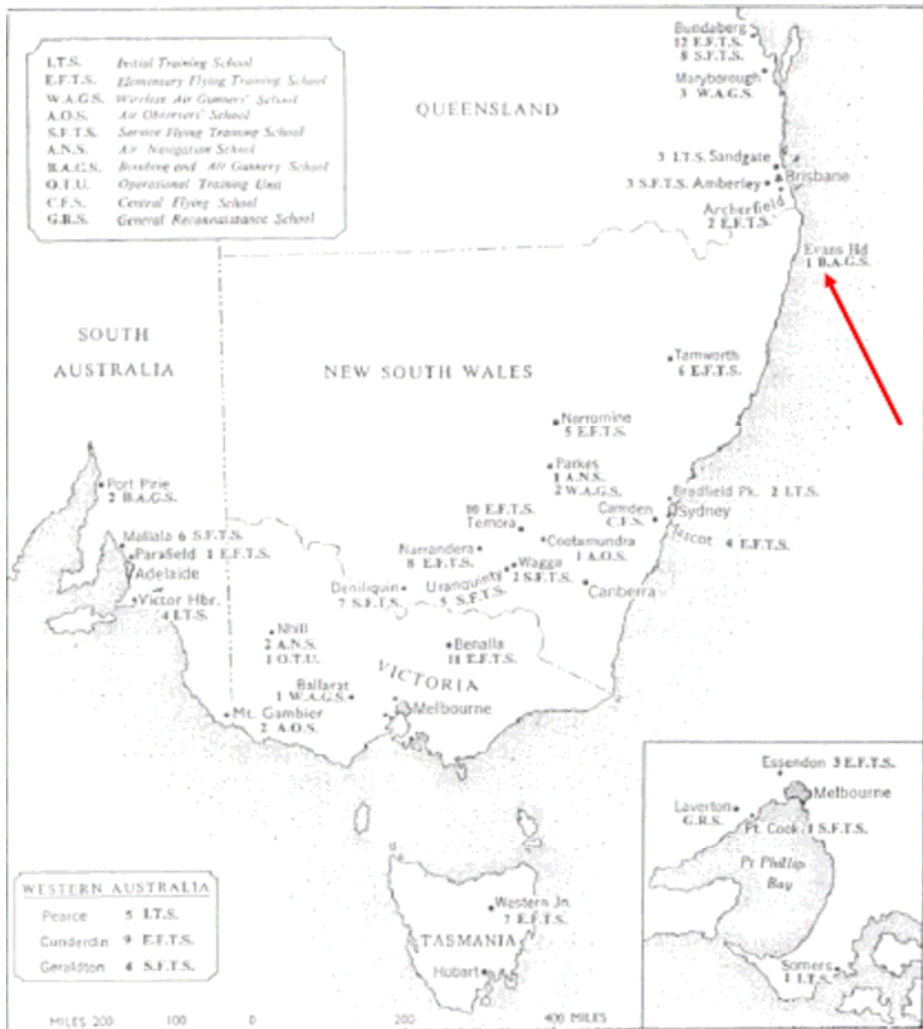 I.T.S. Initial Training School
E.F.T.S. Elementary Flying Training School
W.A.G.S. Wireless Air Gunners' School
A.O.S. Air Observers' School
S.F.T.S. Service Flying Training School
A.N.S. Air Navigation School
B.A.G.S. Bombing and Air Gunnery School
O.T.U. Operational Training Unit
C.F.S. Central Flying School
G.R.S. General Reconnaissance School
Bundaberg
12 E.F.T.S.
8 S.F.T.S.
Maryborough
3 W.A.G.S.
QUEENSLAND
3 I.T.S. Sandgate
Brisbane
3 S.F.T.S. Amberley
Archerfield
2 E.F.T.S.
Evans Hd
1 B.A.G.S.
SOUTH
AUSTRALIA
NEW SOUTH WALES
Tamworth
6 E.F.T.S.
Narromine
5 E.F.T.S.
Parkes
1 A.N.S.
2 W.A.G.S.
Port Pirie
2 B.A.G.S.
Bradfield Pk. 2 I.T.S.
Camden
C.F.S.
Sydney
Mascot 4 E.F.T.S.
10 E.F.T.S.
Temora
Cootamundra
1 A.O.S.
Mallala 6 S.F.T.S.
Parafield 1 E.F.T.S.
Adelaide
Victor Hbr.
4 I.T.S.
Narrandera
8 E.F.T.S.
Wagga
2 S.F.T.S.
Uranquinty
5 S.F.T.S.
Deniliquin
7 S.F.T.S.
Canberra
Nhill
2 A.N.S.
1 O.T.U.
Benalla
11 E.F.T.S.
VICTORIA
Ballarat
1 W.A.G.S.
Melbourne
Mt. Gambier
2 A.O.S.
Essendon 3 E.F.T.S.
Melbourne
Laverton
G.R.S.
Pt. Cook 1 S.F.T.S.
Pt Phillip
Bay
Somers
1 I.T.S.
WESTERN AUSTRALIA
Pearce 5 I.T.S.
Cunderdin 9 E.F.T.S.
Geraldton 4 S.F.T.S.
Western Jn.
7 E.F.T.S.
TASMANIA
Hobart
MILES 200 100 0 200 400 MILES